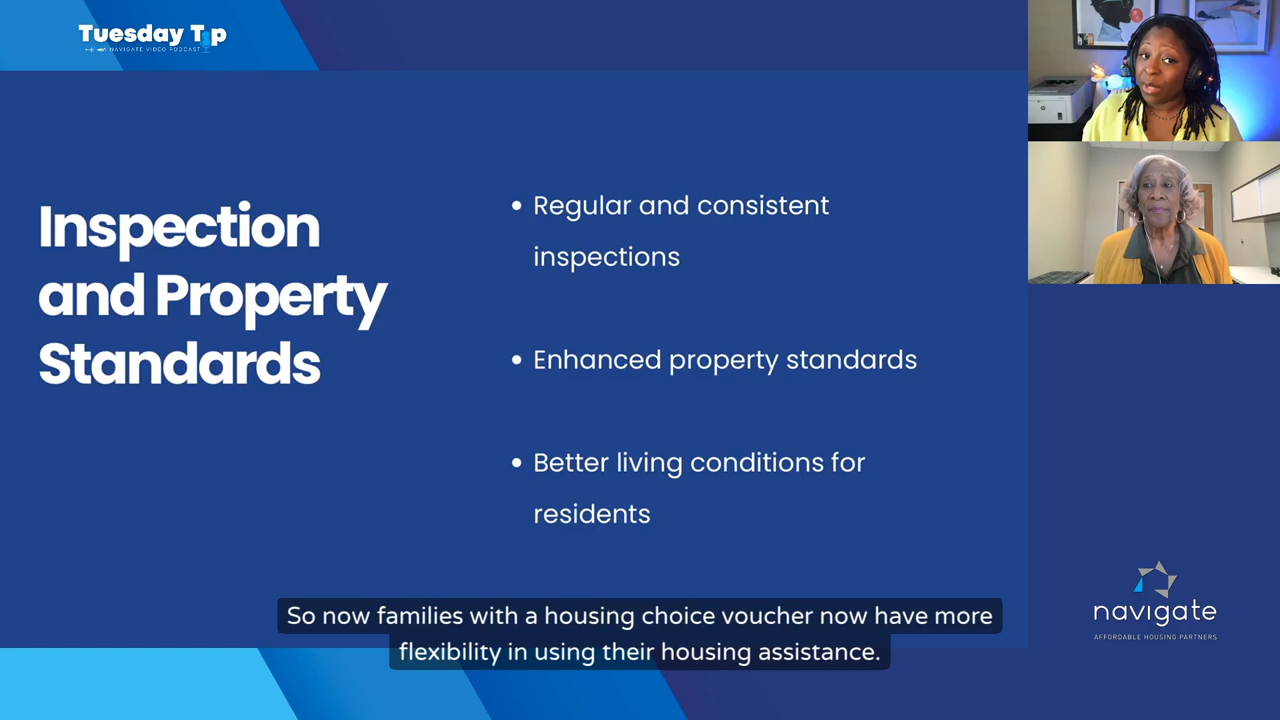 Tuesday Tip
NAVIGATE VIDEO PODCAST
Inspection
and Property
Standards
• Regular and consistent
inspections
• Enhanced property standards
• Better living conditions for
residents
So now families with a housing choice voucher now have more
flexibility in using their housing assistance.
navigate
AFFORDABLE HOUSING PARTNERS